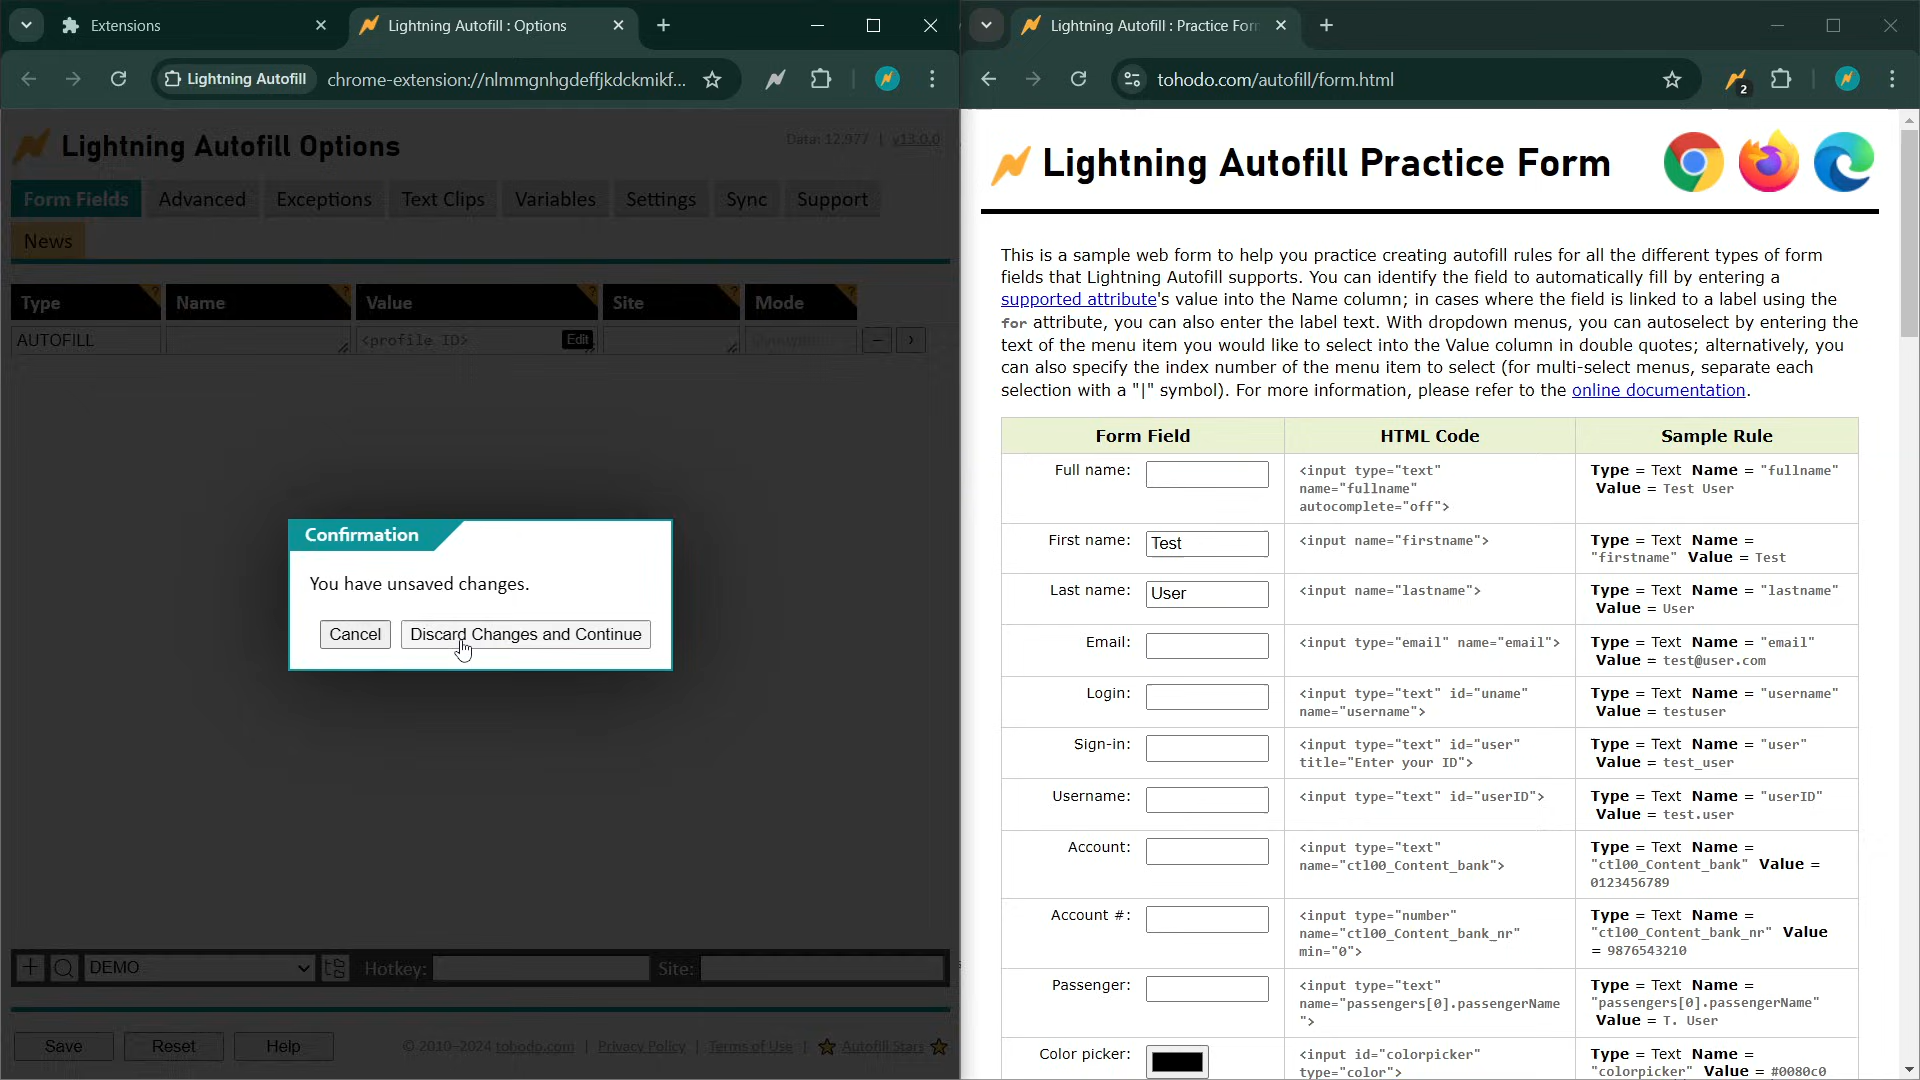 Extensions
Lightning Autofill : Options
Lightning Autofill
chrome-extension://nlmmgnhgdeffjkdckmikf...
Lightning Autofill Options
Data: 12,977 | v13.0.0
Form Fields
Advanced
Exceptions
Text Clips
Variables
Settings
Sync
Support
News
Type
Name
Value
Site
Mode
AUTOFILL
<profile ID>
Edit
Confirmation
You have unsaved changes.
Cancel
Discard Changes and Continue
DEMO
Hotkey:
Site:
Save
Reset
Help
© 2010–2024 tohodo.com | Privacy Policy | Terms of Use | Autofill Stars
Lightning Autofill : Practice For
tohodo.com/autofill/form.html
2
Lightning Autofill Practice Form
This is a sample web form to help you practice creating autofill rules for all the different types of form
fields that Lightning Autofill supports. You can identify the field to automatically fill by entering a
supported attribute's value into the Name column; in cases where the field is linked to a label using the
for attribute, you can also enter the label text. With dropdown menus, you can autoselect by entering the
text of the menu item you would like to select into the Value column in double quotes; alternatively, you
can also specify the index number of the menu item to select (for multi-select menus, separate each
selection with a "|" symbol). For more information, please refer to the online documentation.
Form Field
HTML Code
Sample Rule
Full name:
<input type="text"
name="fullname"
autocomplete="off">
Type = Text Name = "fullname"
Value = Test User
First name:
Test
<input name="firstname">
Type = Text Name =
"firstname" Value = Test
Last name:
User
<input name="lastname">
Type = Text Name = "lastname"
Value = User
Email:
<input type="email" name="email">
Type = Text Name = "email"
Value = test@user.com
Login:
<input type="text" id="uname"
name="username">
Type = Text Name = "username"
Value = testuser
Sign-in:
<input type="text" id="user"
title="Enter your ID">
Type = Text Name = "user"
Value = test_user
Username:
<input type="text" id="userID">
Type = Text Name = "userID"
Value = test.user
Account:
<input type="text"
name="ctl00_Content_bank">
Type = Text Name =
"ctl00_Content_bank" Value =
0123456789
Account #:
<input type="number"
name="ctl00_Content_bank_nr"
min="0">
Type = Text Name =
"ctl00_Content_bank_nr" Value
= 9876543210
Passenger:
<input type="text"
name="passengers[0].passengerName
">
Type = Text Name =
"passengers[0].passengerName"
Value = T. User
Color picker:
<input id="colorpicker"
type="color">
Type = Text Name =
"colorpicker" Value = #0080c0